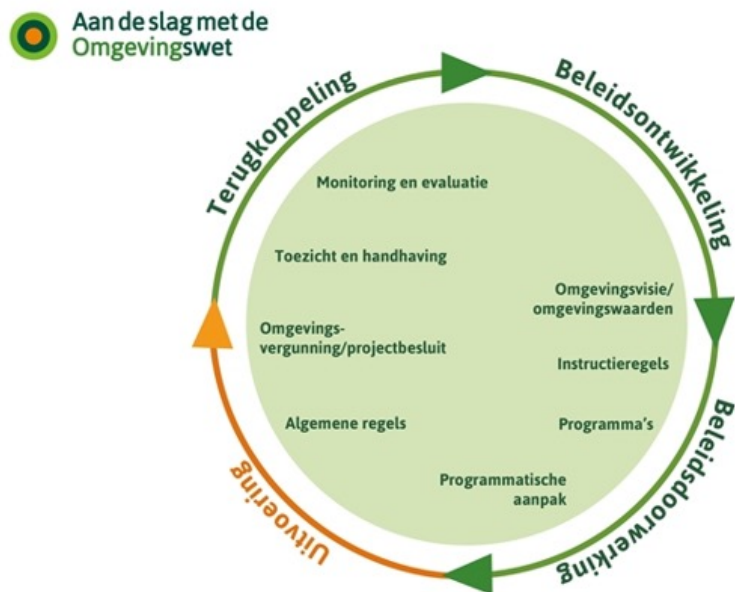 Aan de slag met de
Omgevingswet
Terugkoppeling
Beleidsontwikkeling
Monitoring en evaluatie
Toezicht en handhaving
Omgevingsvisie/
omgevingswaarden
Omgevings-
vergunning/projectbesluit
Instructieregels
Algemene regels
Programma's
Programmatische
aanpak
Uitvoering
Beleidsdoorwerking